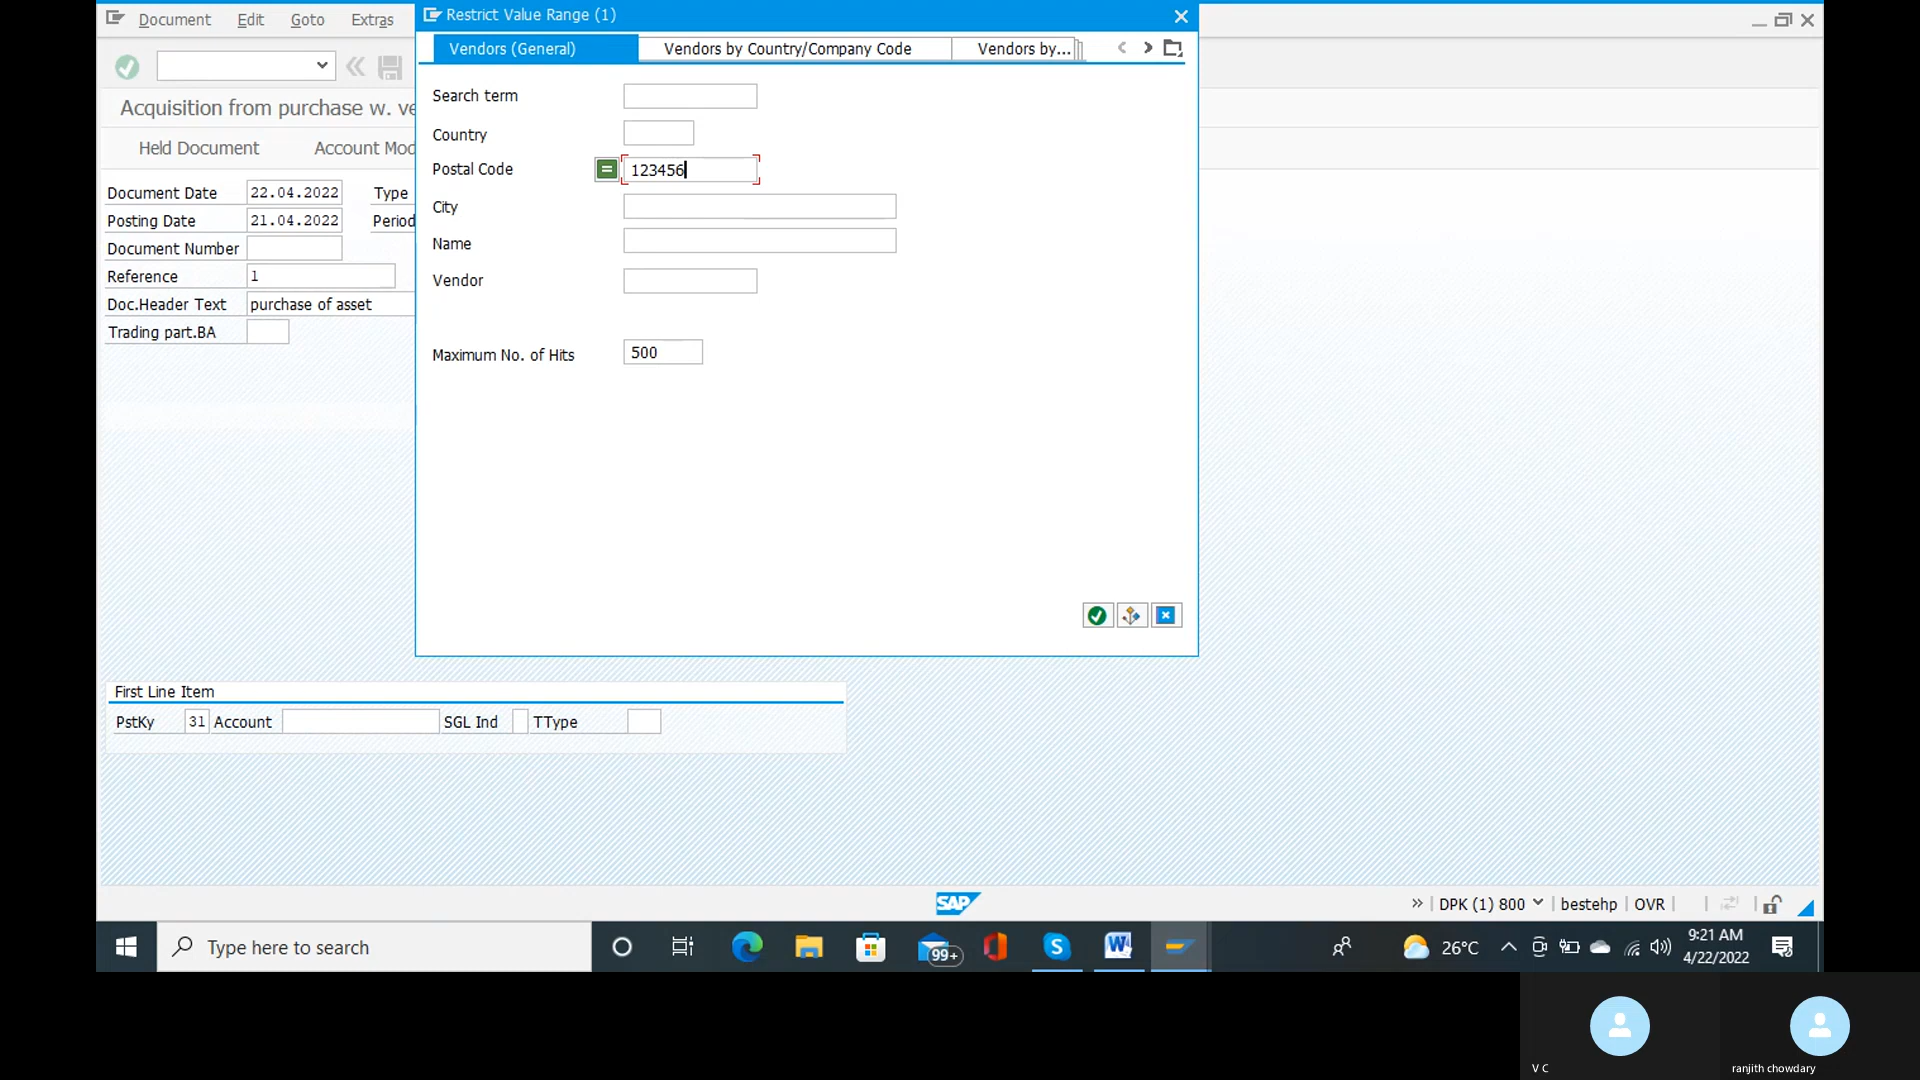 Document Edit Goto Extras
Restrict Value Range (1)
Vendors (General) Vendors by Country/Company Code Vendors by...
Acquisition from purchase w. ve
Held Document Account Mod
Document Date 22.04.2022 Type
Posting Date 21.04.2022 Period
Document Number
Reference 1
Doc.Header Text purchase of asset
Trading part.BA
Search term
Country
Postal Code = 123456
City
Name
Vendor
Maximum No. of Hits 500
First Line Item
PstKy 31 Account SGL Ind TType
SAP
DPK (1) 800 bestehp OVR
Type here to search
99+
26°C
9:21 AM
4/22/2022
V C
ranjith chowdary